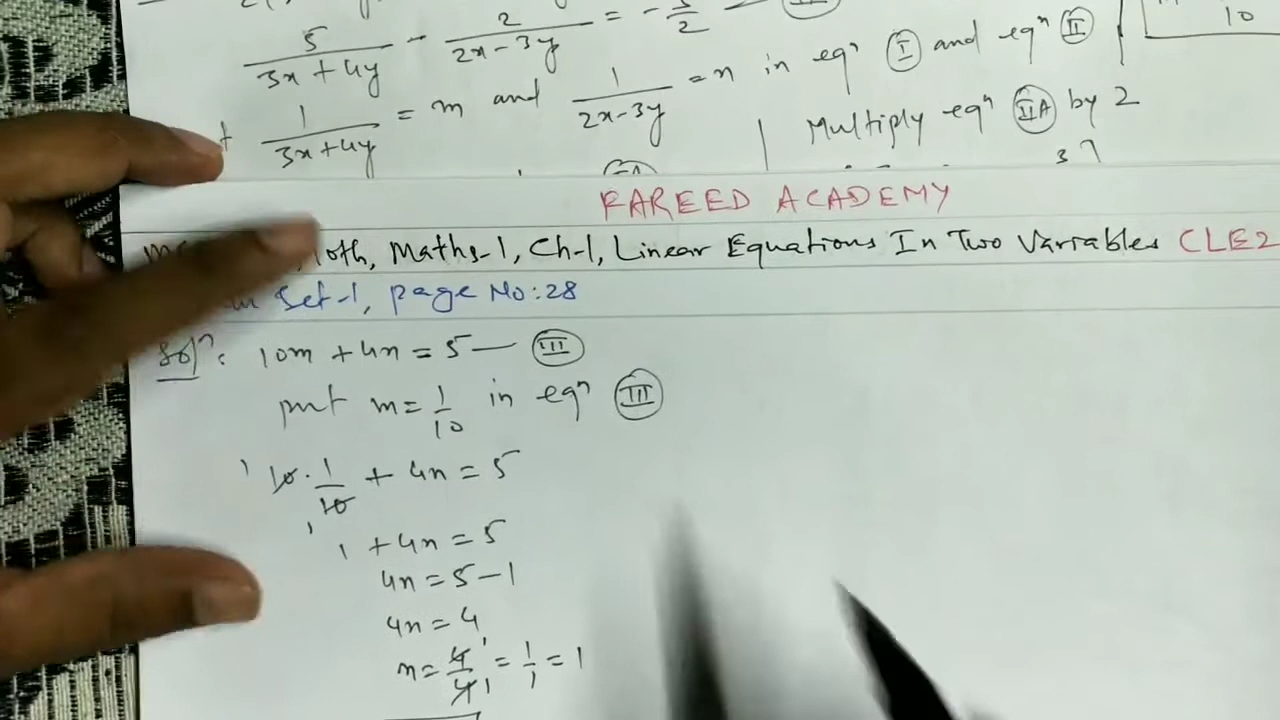 5/(3x+4y) - 2/(2x-3y) = -3/2 — III
1/(3x+4y) = m and 1/(2x-3y) = n in eqⁿ Ⓘ and eqⁿ Ⓘ︎I
10
Multiply eqⁿ (IIA) by 2
FAREED ACADEMY
10th, Maths-1, Ch-1, Linear Equations In Two Variables CLE2
Set-1, page No:28
Solⁿ: 10m + 4n = 5 — (III)
put m = 1/10 in eqⁿ (III)
10 · 1/10 + 4n = 5
1 + 4n = 5
4n = 5 - 1
4n = 4
n = 4/4 = 1/1 = 1